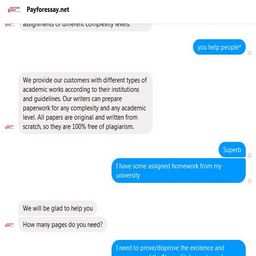 Payforessay.net
assignments of different complexity levels.
you help people^
We provide our customers with different types of
academic works according to their institutions
and guidelines. Our writers can prepare
paperwork for any complexity and any academic
level. All papers are original and written from
scratch, so they are 100% free of plagiarism.
Superb
I have some assigned homework from my
university
We will be glad to help you
How many pages do you need?
I need to prove/disprove the existence and